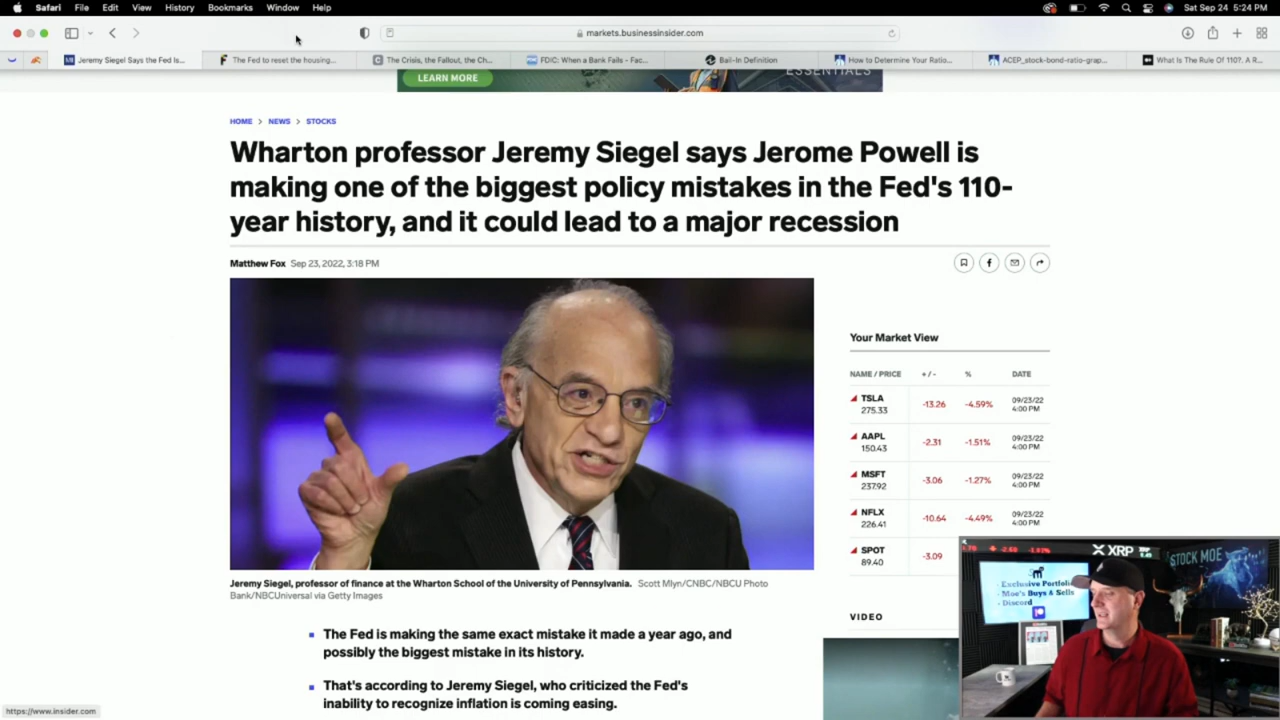 Safari File Edit View History Bookmarks Window Help
Sat Sep 24 5:24 PM
markets.businessinsider.com
Jeremy Siegel Says the Fed Is...
The Fed to reset the housing...
The Crisis, the Fallout, the Ch...
FDIC: When a Bank Fails - Fac...
Bail-In Definition
How to Determine Your Ratio...
ACEP_stock-bond-ratio-grap...
What Is The Rule Of 110?. A R...
LEARN MORE
ESSENTIALS
HOME > NEWS > STOCKS
Wharton professor Jeremy Siegel says Jerome Powell is
making one of the biggest policy mistakes in the Fed's 110-
year history, and it could lead to a major recession
Matthew Fox Sep 23, 2022, 3:18 PM
Jeremy Siegel, professor of finance at the Wharton School of the University of Pennsylvania. Scott Mlyn/CNBC/NBCU Photo
Bank/NBCUniversal via Getty Images
The Fed is making the same exact mistake it made a year ago, and
possibly the biggest mistake in its history.
That's according to Jeremy Siegel, who criticized the Fed's
inability to recognize inflation is coming easing.
Your Market View
NAME / PRICE + / - % DATE
TSLA
275.33 -13.26 -4.59% 09/23/22
4:00 PM
AAPL
150.43 -2.31 -1.51% 09/23/22
4:00 PM
MSFT
237.92 -3.06 -1.27% 09/23/22
4:00 PM
NFLX
226.41 -10.64 -4.49% 09/23/22
4:00 PM
SPOT
89.40 -3.09
VIDEO
XRP
STOCK MOE
- Exclusive Portfolio
- Moe's Buys & Sells
- Discord
https://www.insider.com